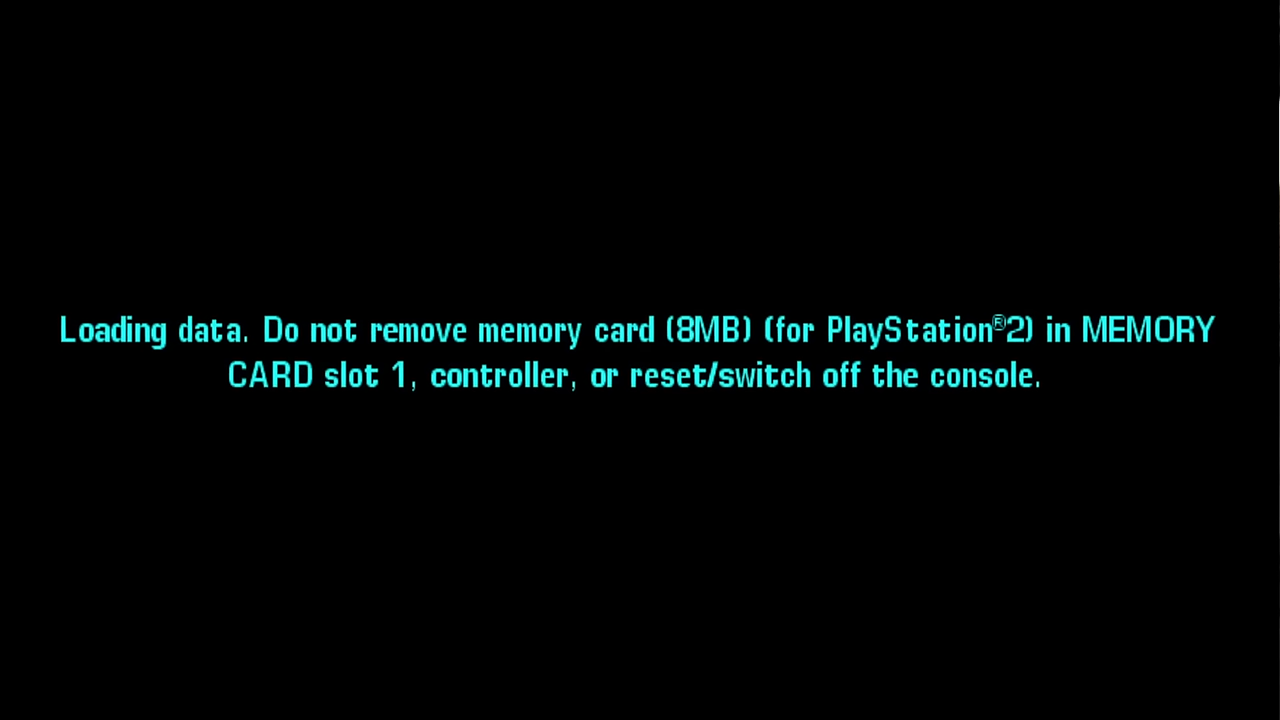 Loading data. Do not remove memory card (8MB) (for PlayStation®2) in MEMORY
CARD slot 1, controller, or reset/switch off the console.